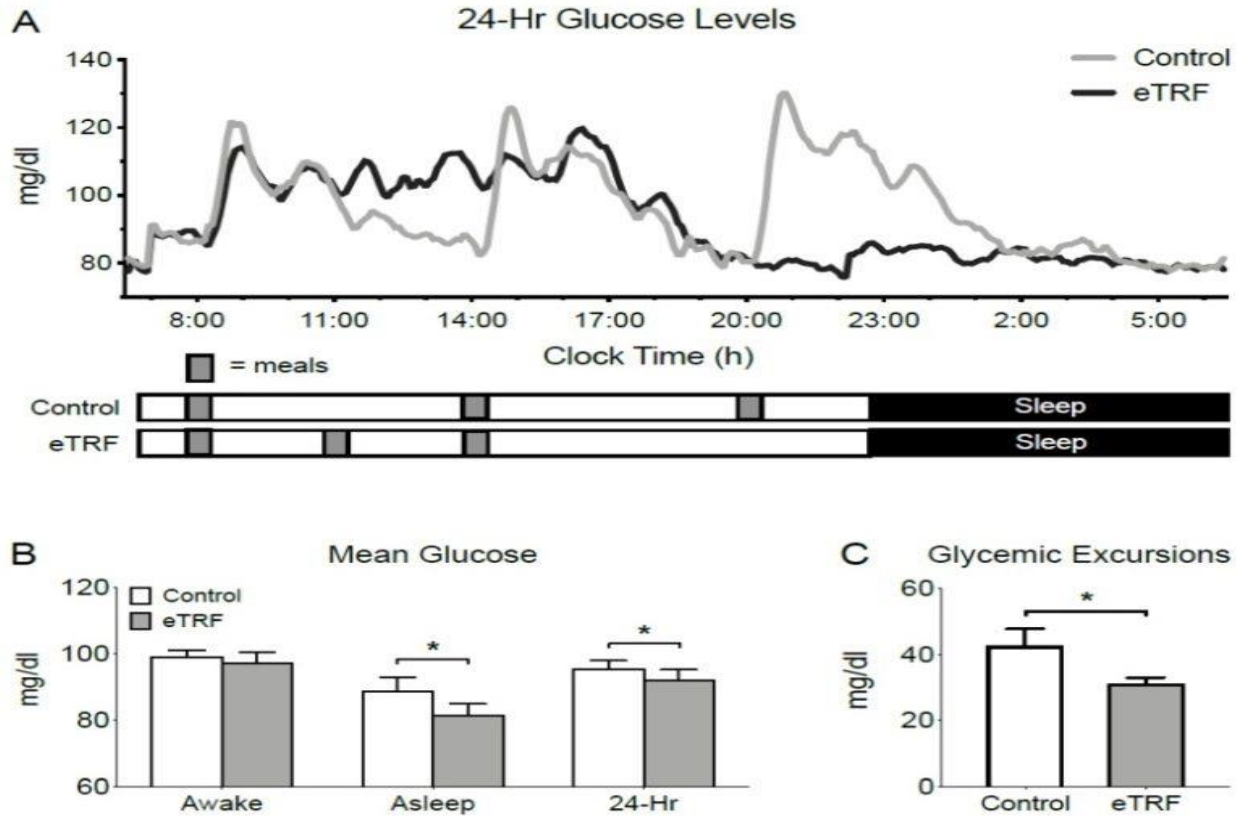 A
24-Hr Glucose Levels
140
120
100
80
mg/dl
Control
eTRF
8:00 11:00 14:00 17:00 20:00 23:00 2:00 5:00
Clock Time (h)
= meals
Control Sleep
eTRF Sleep
B
Mean Glucose
120
100
80
60
mg/dl
Control
eTRF
*
*
Awake Asleep 24-Hr
C
Glycemic Excursions
60
40
20
0
mg/dl
*
Control eTRF